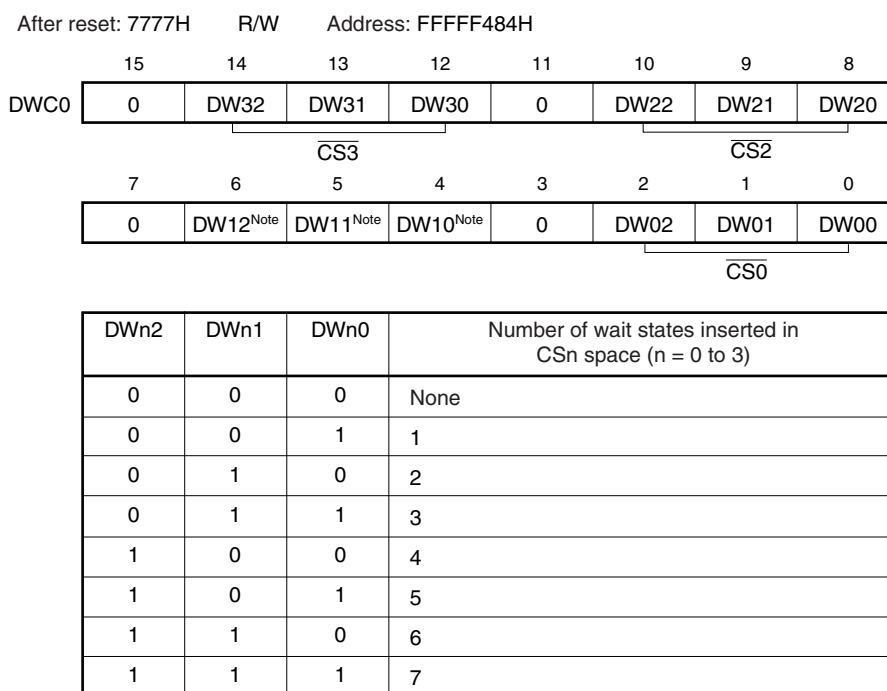 After reset: 7777H R/W Address: FFFFF484H
15 14 13 12 11 10 9 8
DWC0 0 DW32 DW31 DW30 0 DW22 DW21 DW20
CS3 CS2
7 6 5 4 3 2 1 0
0 DW12Note DW11Note DW10Note 0 DW02 DW01 DW00
CS0
DWn2 DWn1 DWn0 Number of wait states inserted in
CSn space (n = 0 to 3)
0 0 0 None
0 0 1 1
0 1 0 2
0 1 1 3
1 0 0 4
1 0 1 5
1 1 0 6
1 1 1 7